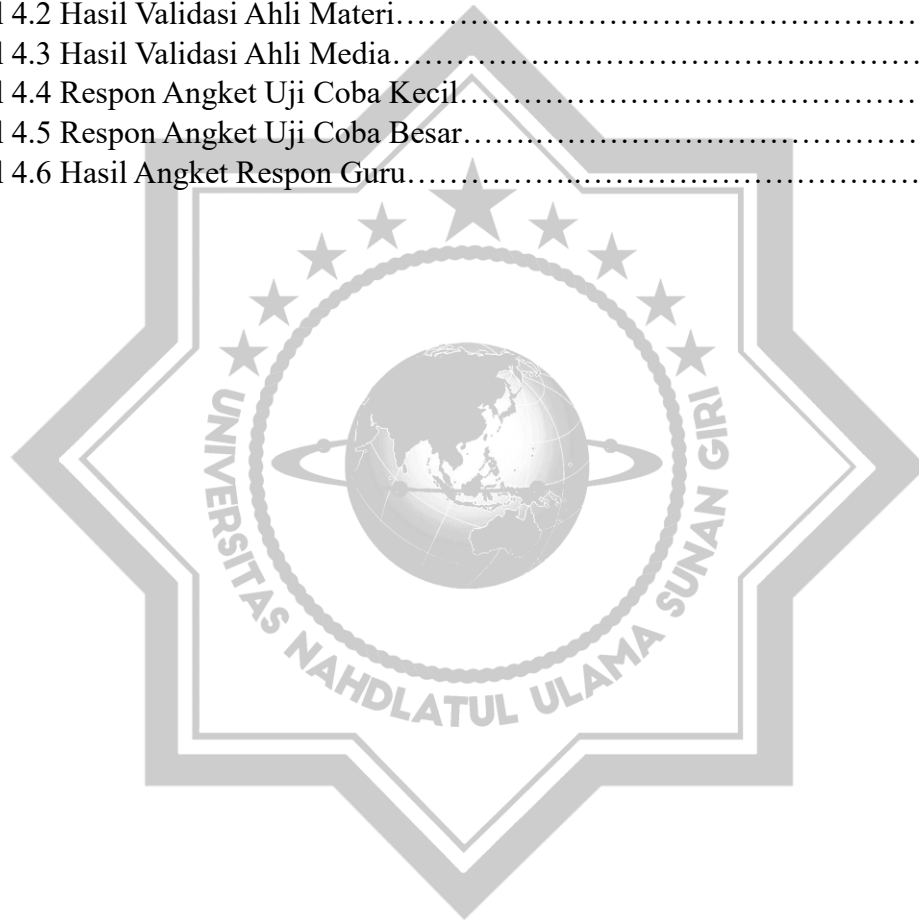 l 4.2 Hasil Validasi Ahli Materi……………………………………………………
l 4.3 Hasil Validasi Ahli Media……………………………………….…………
l 4.4 Respon Angket Uji Coba Kecil……………………………………………
l 4.5 Respon Angket Uji Coba Besar…….………………………………………
l 4.6 Hasil Angket Respon Guru……………..………………………….……
UNIVERSITAS NAHDLATUL ULAMA SUNAN GIRI